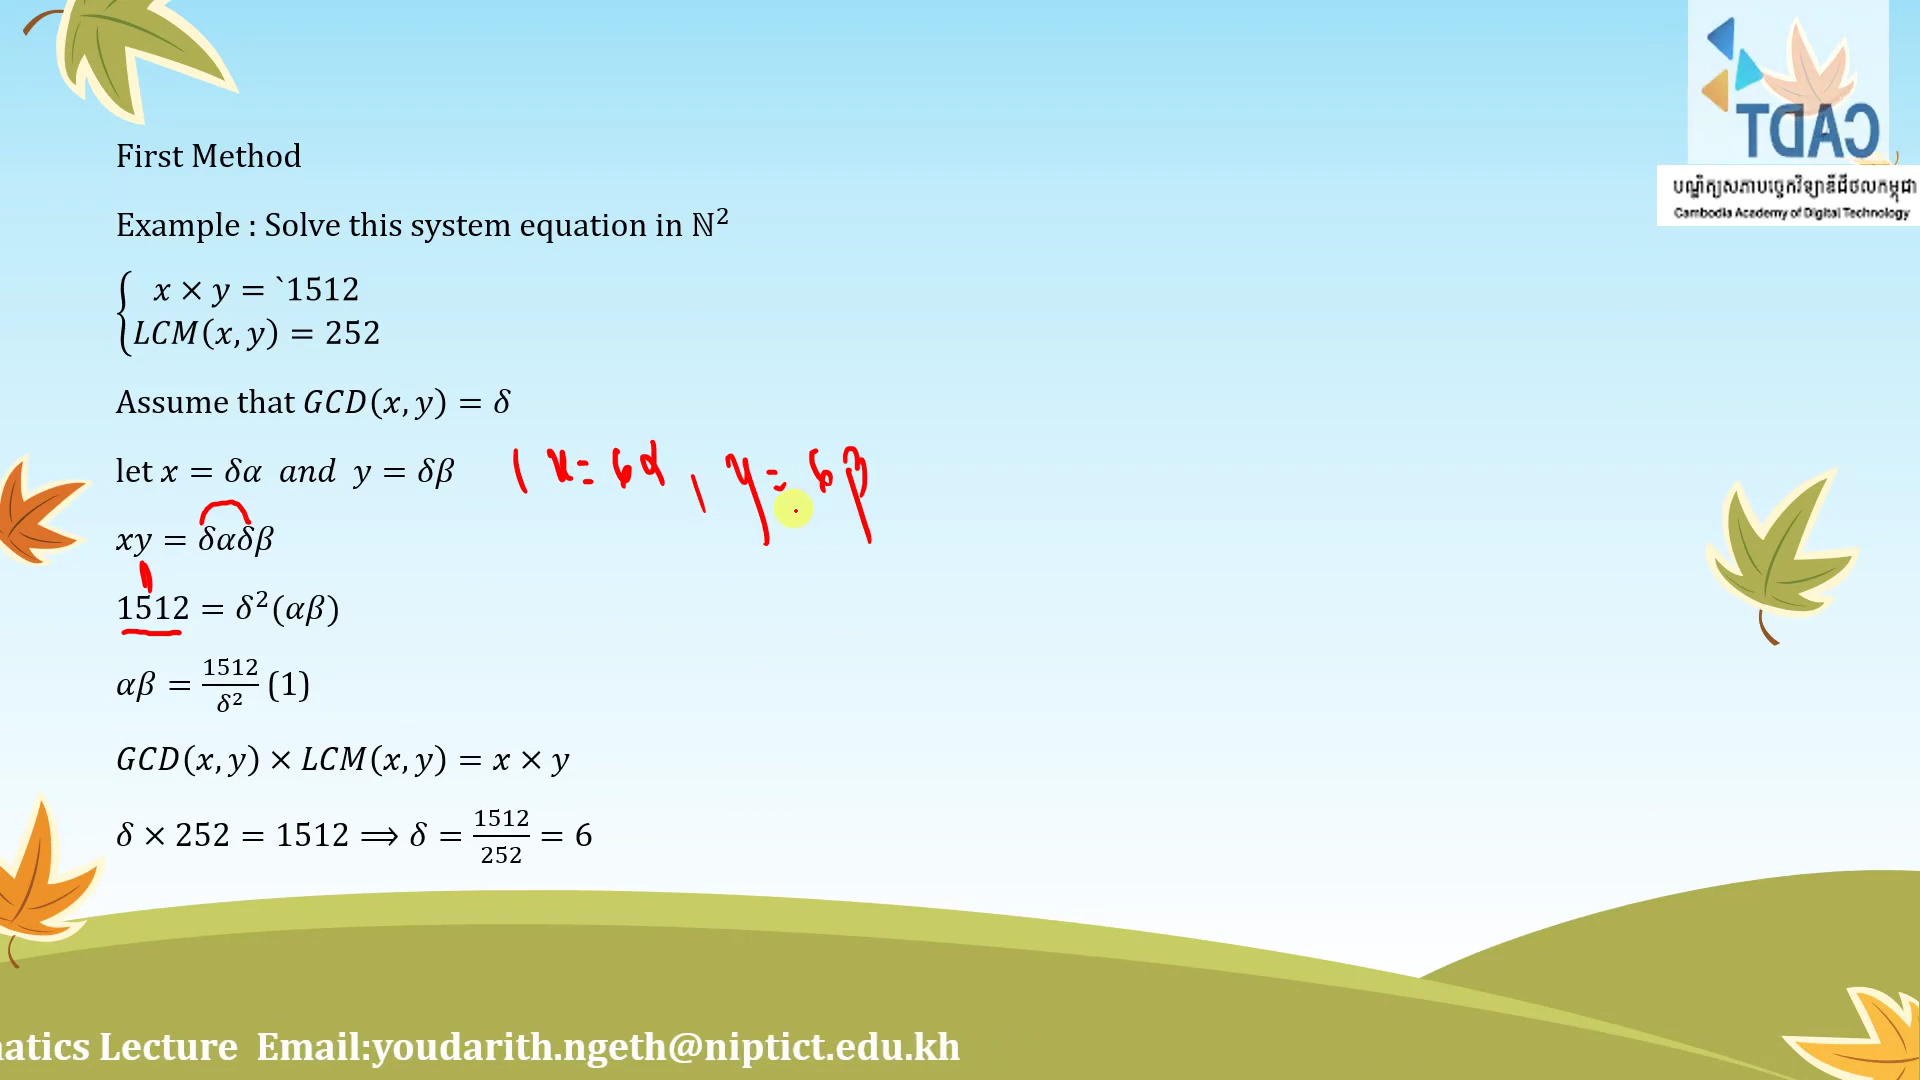 CADT
បណ្ឌិត្យសភាបច្ចេកវិទ្យាឌីជីថលកម្ពុជា
Cambodia Academy of Digital Technology
First Method
Example : Solve this system equation in ℕ²
x × y = `1512
LCM(x, y) = 252
Assume that GCD(x, y) = δ
let x = δα and y = δβ , x = 6α , y = 6β
xy = δαδβ
1512 = δ²(αβ)
αβ = 1512/δ² (1)
GCD(x, y) × LCM(x, y) = x × y
δ × 252 = 1512 ⟹ δ = 1512/252 = 6
atics Lecture Email:youdarith.ngeth@niptict.edu.kh